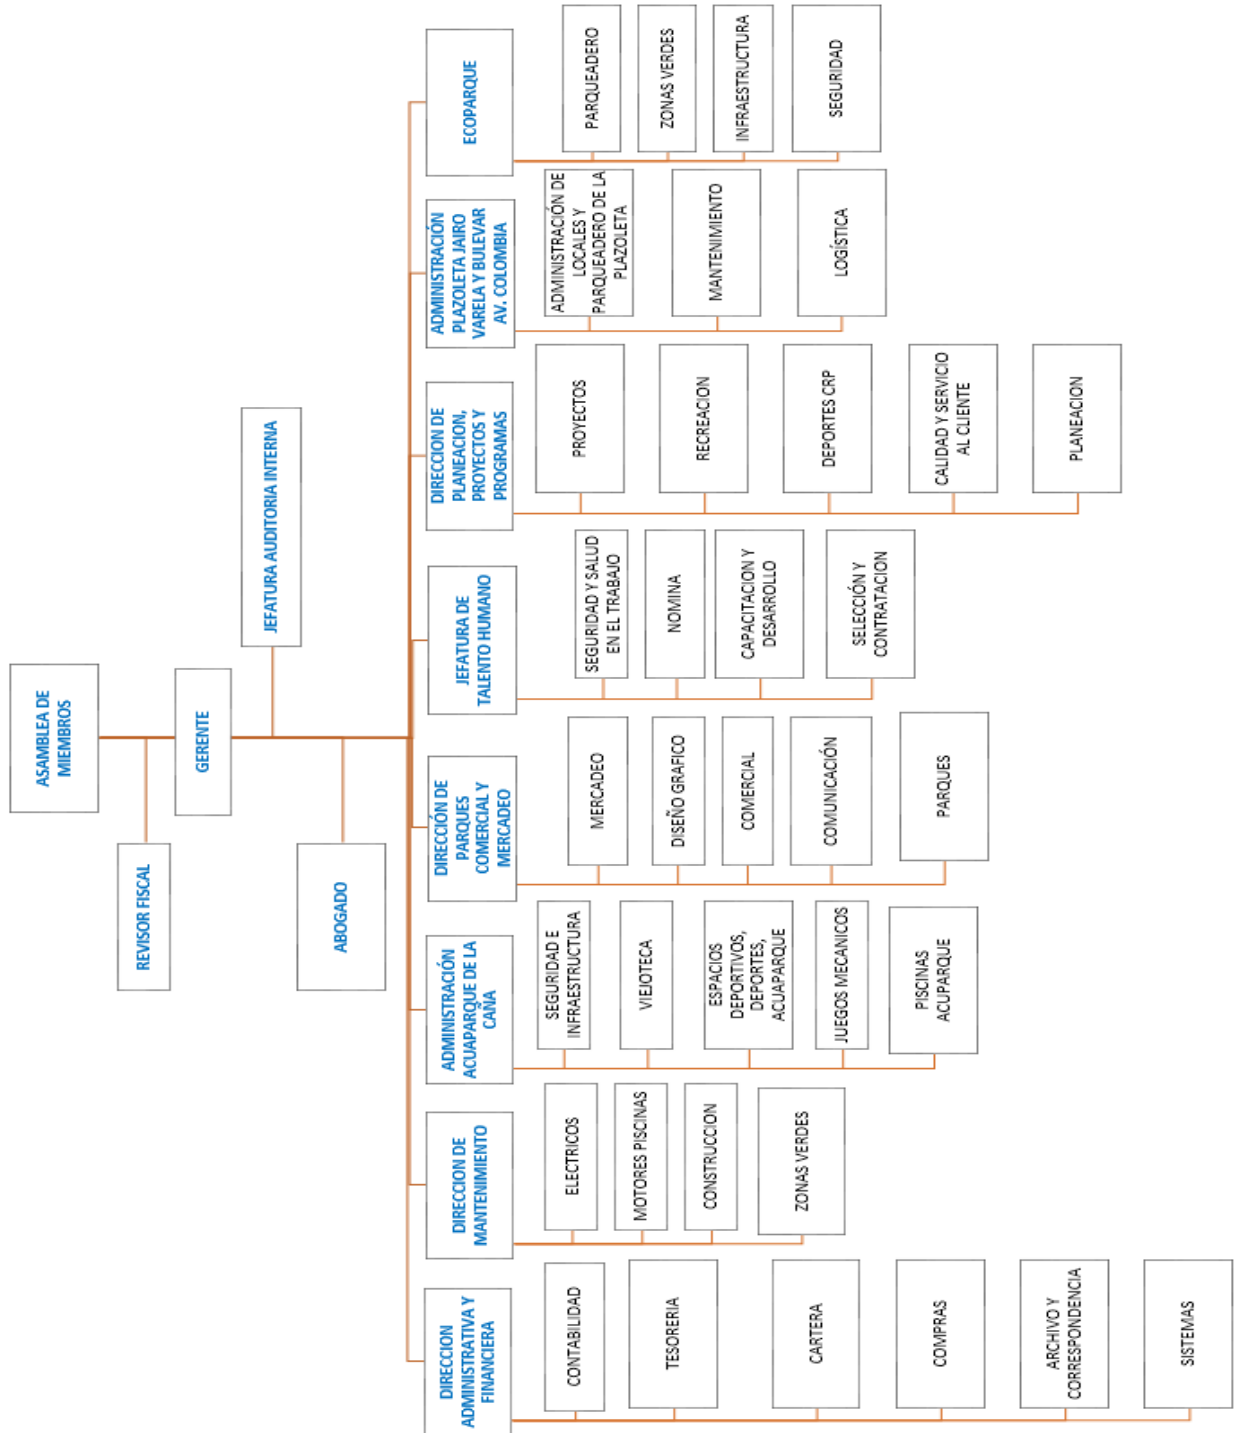 ASAMBLEA DE
MIEMBROS
REVISOR FISCAL
GERENTE
JEFATURA AUDITORIA INTERNA
ABOGADO
DIRECCION
ADMINISTRATIVA Y
FINANCIERA
CONTABILIDAD
TESORERIA
CARTERA
COMPRAS
ARCHIVO Y
CORRESPONDENCIA
SISTEMAS
DIRECCION DE
MANTENIMIENTO
ELECTRICOS
MOTORES PISCINAS
CONSTRUCCION
ZONAS VERDES
ADMINISTRACIÓN
ACUAPARQUE DE LA
CAÑA
SEGURIDAD E
INFRAESTRUCTURA
VIEJOTECA
ESPACIOS
DEPORTIVOS,
DEPORTES,
ACUAPARQUE
JUEGOS MECANICOS
PISCINAS
ACUPARQUE
DIRECCIÓN DE
PARQUES
COMERCIAL Y
MERCADEO
MERCADEO
DISEÑO GRAFICO
COMERCIAL
COMUNICACIÓN
PARQUES
JEFATURA DE
TALENTO HUMANO
SEGURIDAD Y SALUD
EN EL TRABAJO
NOMINA
CAPACITACION Y
DESARROLLO
SELECCIÓN Y
CONTRATACION
DIRECCION DE
PLANEACION,
PROYECTOS Y
PROGRAMAS
PROYECTOS
RECREACION
DEPORTES CRP
CALIDAD Y SERVICIO
AL CLIENTE
PLANEACION
ADMINISTRACIÓN
PLAZOLETA JAIRO
VARELA Y BULEVAR
AV. COLOMBIA
ADMINISTRACIÓN DE
LOCALES Y
PARQUEADERO DE LA
PLAZOLETA
MANTENIMIENTO
LOGÍSTICA
ECOPARQUE
PARQUEADERO
ZONAS VERDES
INFRAESTRUCTURA
SEGURIDAD